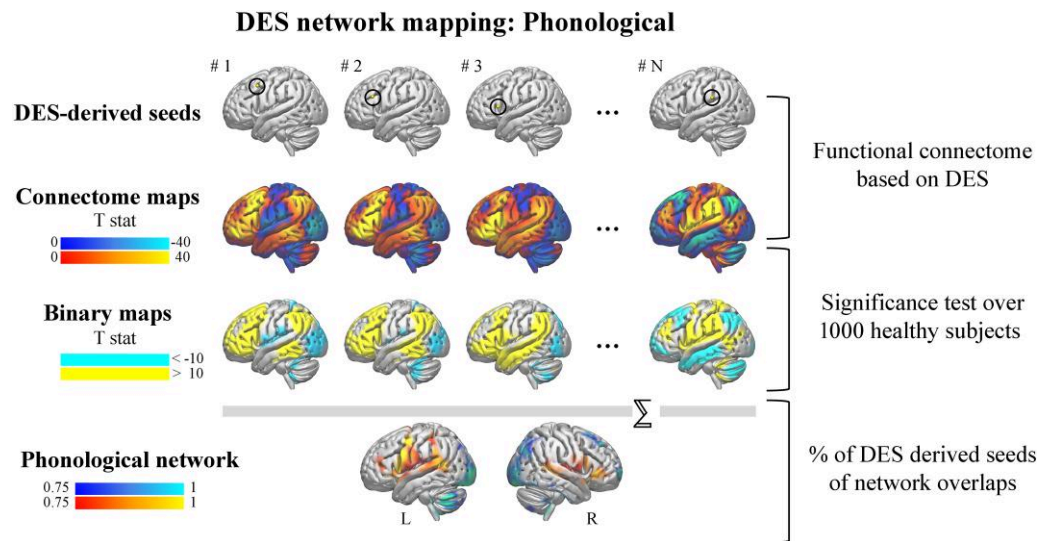 DES network mapping: Phonological
# 1
# 2
# 3
# N
DES-derived seeds
...
Functional connectome
based on DES
Connectome maps
T stat
0 -40
0 40
...
Significance test over
1000 healthy subjects
Binary maps
T stat
< -10
> 10
...
Σ
Phonological network
0.75 1
0.75 1
L
R
% of DES derived seeds
of network overlaps